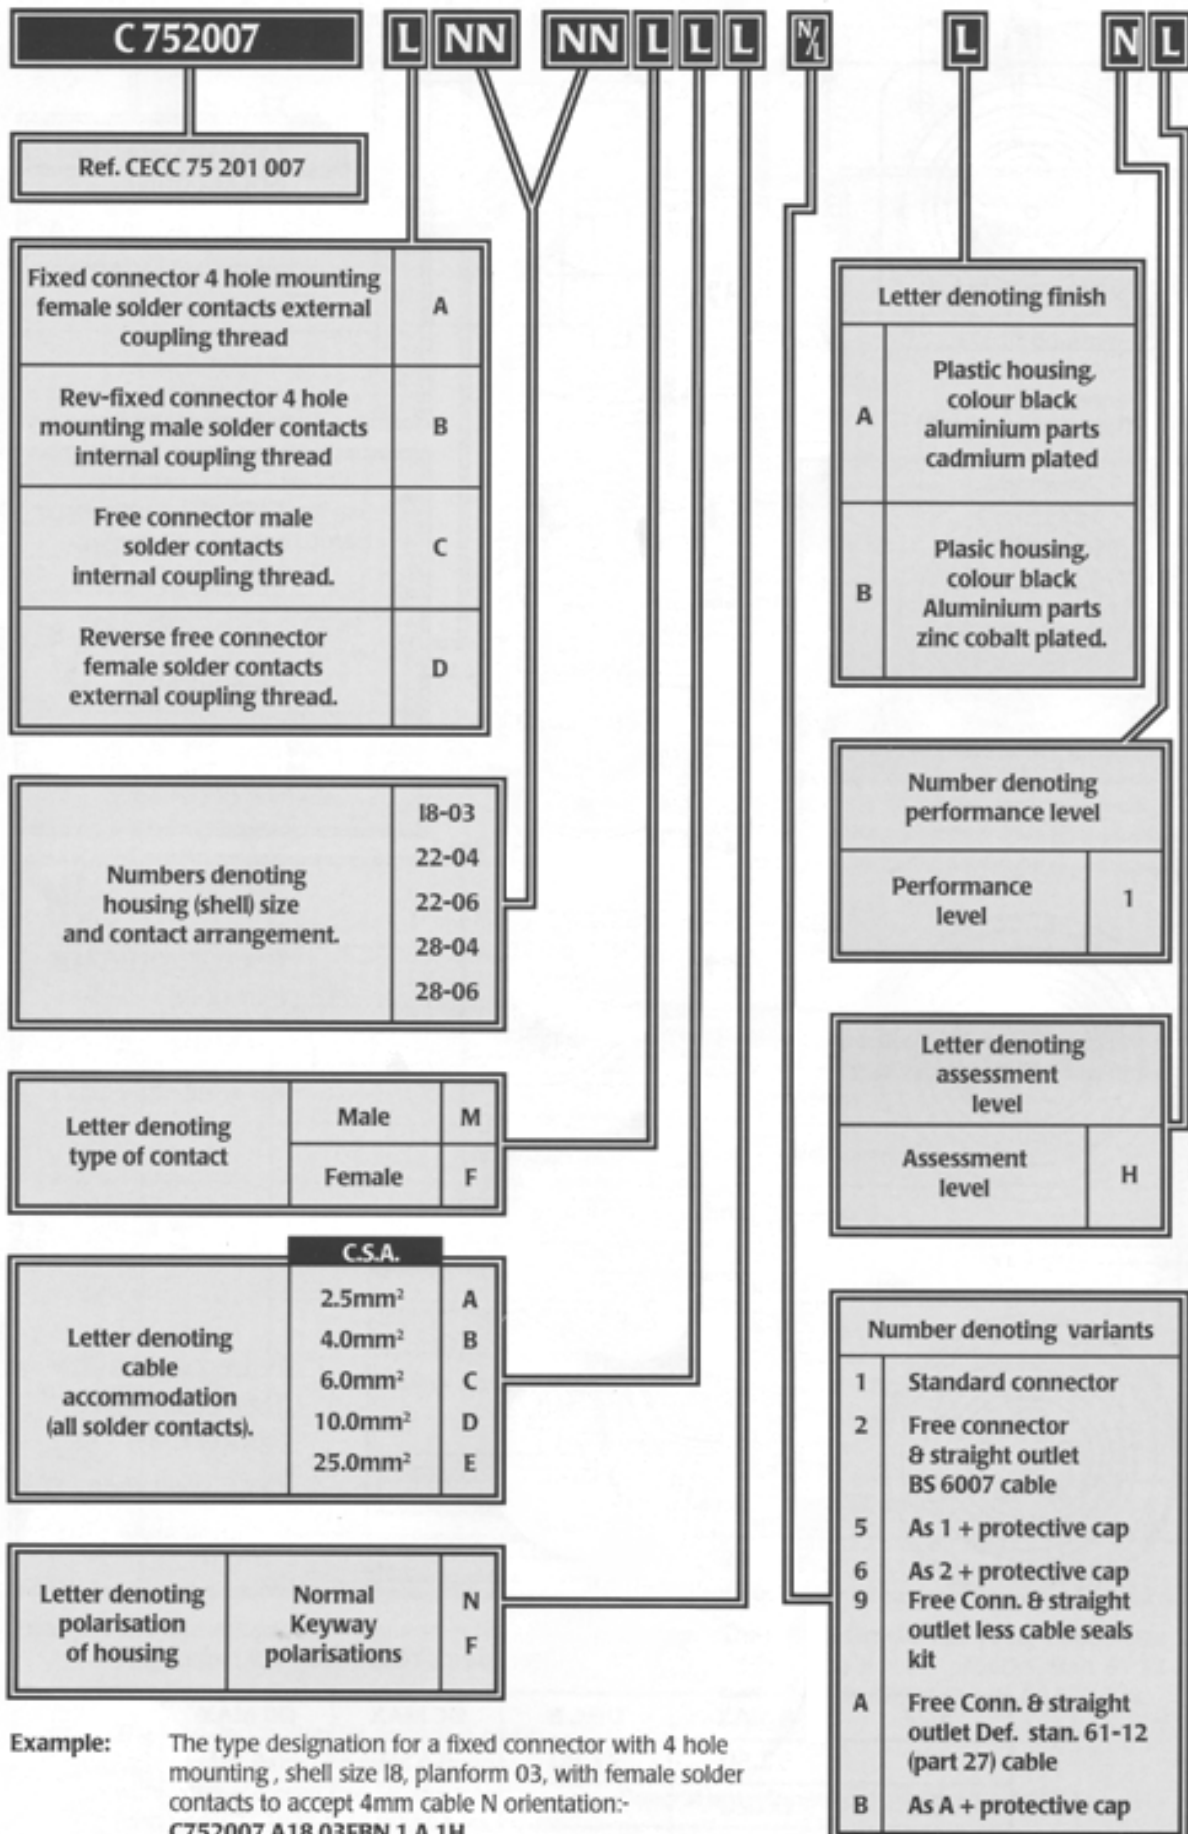 C 752007 L NN NN L L L N/L L N L
Ref. CECC 75 201 007
Fixed connector 4 hole mounting
female solder contacts external
coupling thread
A
Rev-fixed connector 4 hole
mounting male solder contacts
internal coupling thread
B
Free connector male
solder contacts
internal coupling thread.
C
Reverse free connector
female solder contacts
external coupling thread.
D
Numbers denoting
housing (shell) size
and contact arrangement.
18-03
22-04
22-06
28-04
28-06
Letter denoting
type of contact
Male M
Female F
C.S.A.
Letter denoting
cable
accommodation
(all solder contacts).
2.5mm² A
4.0mm² B
6.0mm² C
10.0mm² D
25.0mm² E
Letter denoting
polarisation
of housing
Normal
Keyway
polarisations
N
F
Letter denoting finish
A
Plastic housing,
colour black
aluminium parts
cadmium plated
B
Plasic housing,
colour black
Aluminium parts
zinc cobalt plated.
Number denoting
performance level
Performance
level
1
Letter denoting
assessment
level
Assessment
level
H
Number denoting variants
1 Standard connector
2 Free connector
& straight outlet
BS 6007 cable
5 As 1 + protective cap
6 As 2 + protective cap
9 Free Conn. & straight
outlet less cable seals
kit
A Free Conn. & straight
outlet Def. stan. 61-12
(part 27) cable
B As A + protective cap
Example: The type designation for a fixed connector with 4 hole
mounting , shell size 18, planform 03, with female solder
contacts to accept 4mm cable N orientation:-
C752007 A18 03FBN 1 A 1H